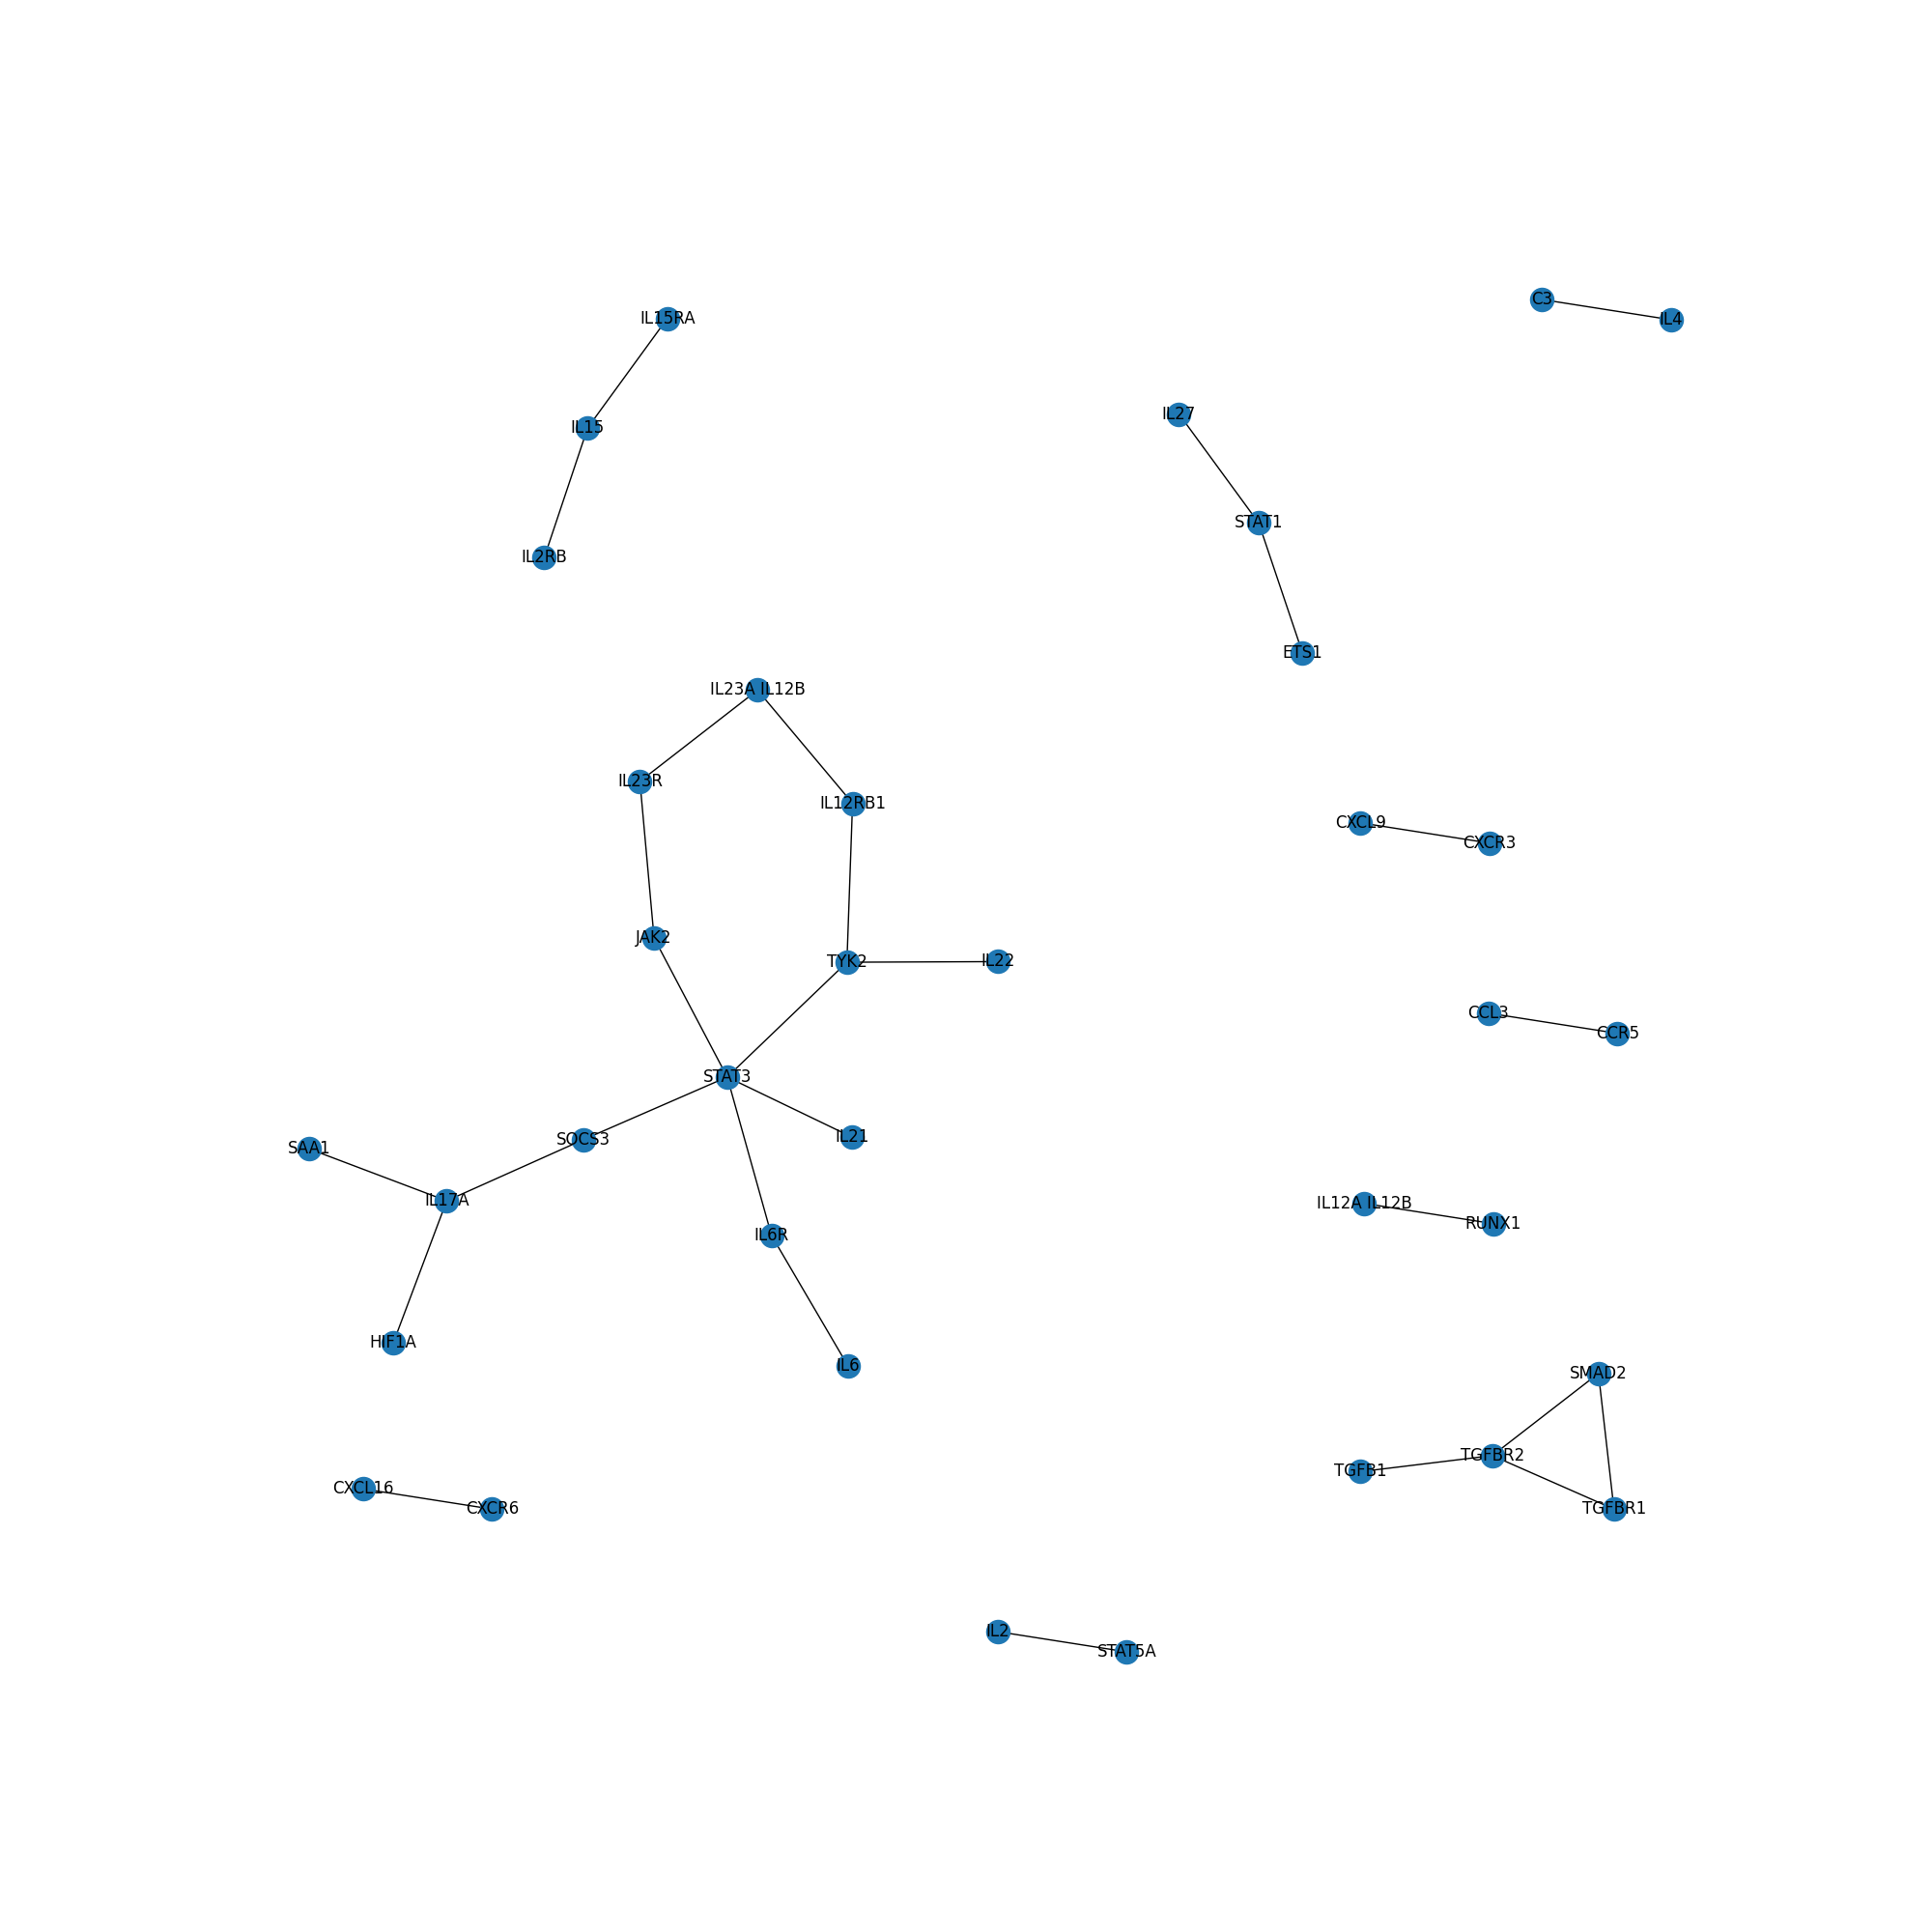 C3
IL15RA
IL4
IL27
IL15
STAT1
IL2RB
ETS1
IL23A IL12B
IL23R
IL12RB1
CXCL9
CXCR3
JAK2
TYK2
IL22
CCL3
CCR5
STAT3
IL21
SOCS3
SAA1
IL17A
IL12A IL12B
RUNX1
IL6R
HIF1A
IL6
SMAD2
TGFBR2
TGFB1
CXCL16
CXCR6
TGFBR1
IL2
STAT5A